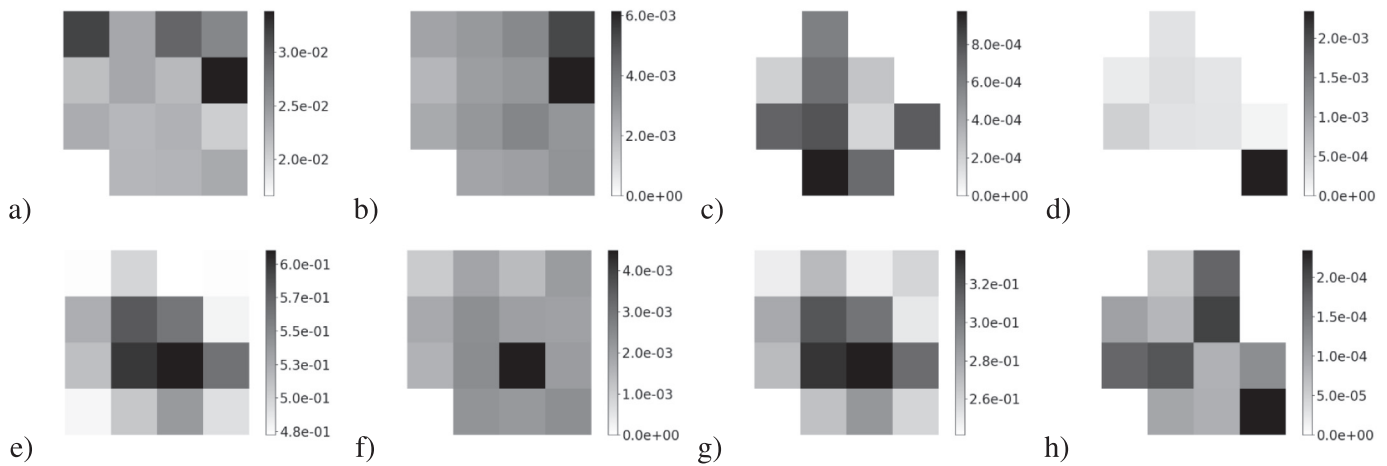 3.0e-02
2.5e-02
2.0e-02
a)
6.0e-03
4.0e-03
2.0e-03
0.0e+00
b)
8.0e-04
6.0e-04
4.0e-04
2.0e-04
0.0e+00
c)
2.0e-03
1.5e-03
1.0e-03
5.0e-04
0.0e+00
d)
6.0e-01
5.7e-01
5.5e-01
5.3e-01
5.0e-01
4.8e-01
e)
4.0e-03
3.0e-03
2.0e-03
1.0e-03
0.0e+00
f)
3.2e-01
3.0e-01
2.8e-01
2.6e-01
g)
2.0e-04
1.5e-04
1.0e-04
5.0e-05
0.0e+00
h)